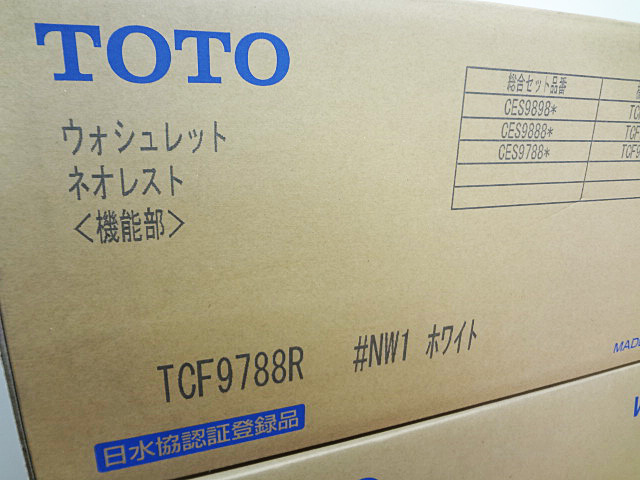 TOTO
ウォシュレット
ネオレスト
<機能部>
総合セット品番
CES9898*
CES9888*
CES9788*
TCF9788R
#NW1 ホワイト
日水協認証登録品